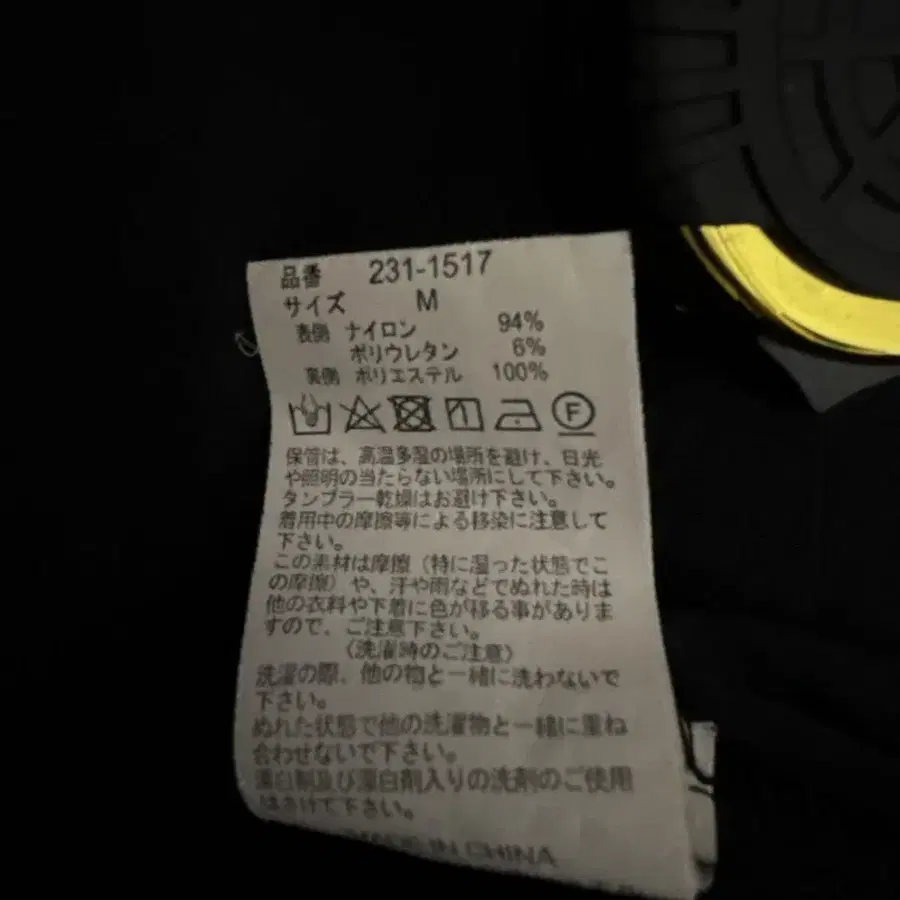 品番 231-1517
サイズ M
表側 ナイロン 94%
ポリウレタン 6%
裏側 ポリエステル 100%
F
保管は、高温多湿の場所を避け、日光
や照明の当たらない場所にして下さい。
タンブラー乾燥はお避け下さい。
着用中の摩擦等による移染に注意して
下さい。
この素材は摩擦（特に湿った状態でこ
の摩擦）や、汗や雨などでぬれた時は
他の衣料や下着に色が移る事がありま
すので、ご注意下さい。
（洗濯時のご注意）
洗濯の際、他の物と一緒に洗わないで
下さい。
ぬれた状態で他の洗濯物と一緒に重ね
合わせないで下さい。
漂白剤及び漂白剤入りの洗剤のご使用
はさけて下さい。
MADE IN CHINA